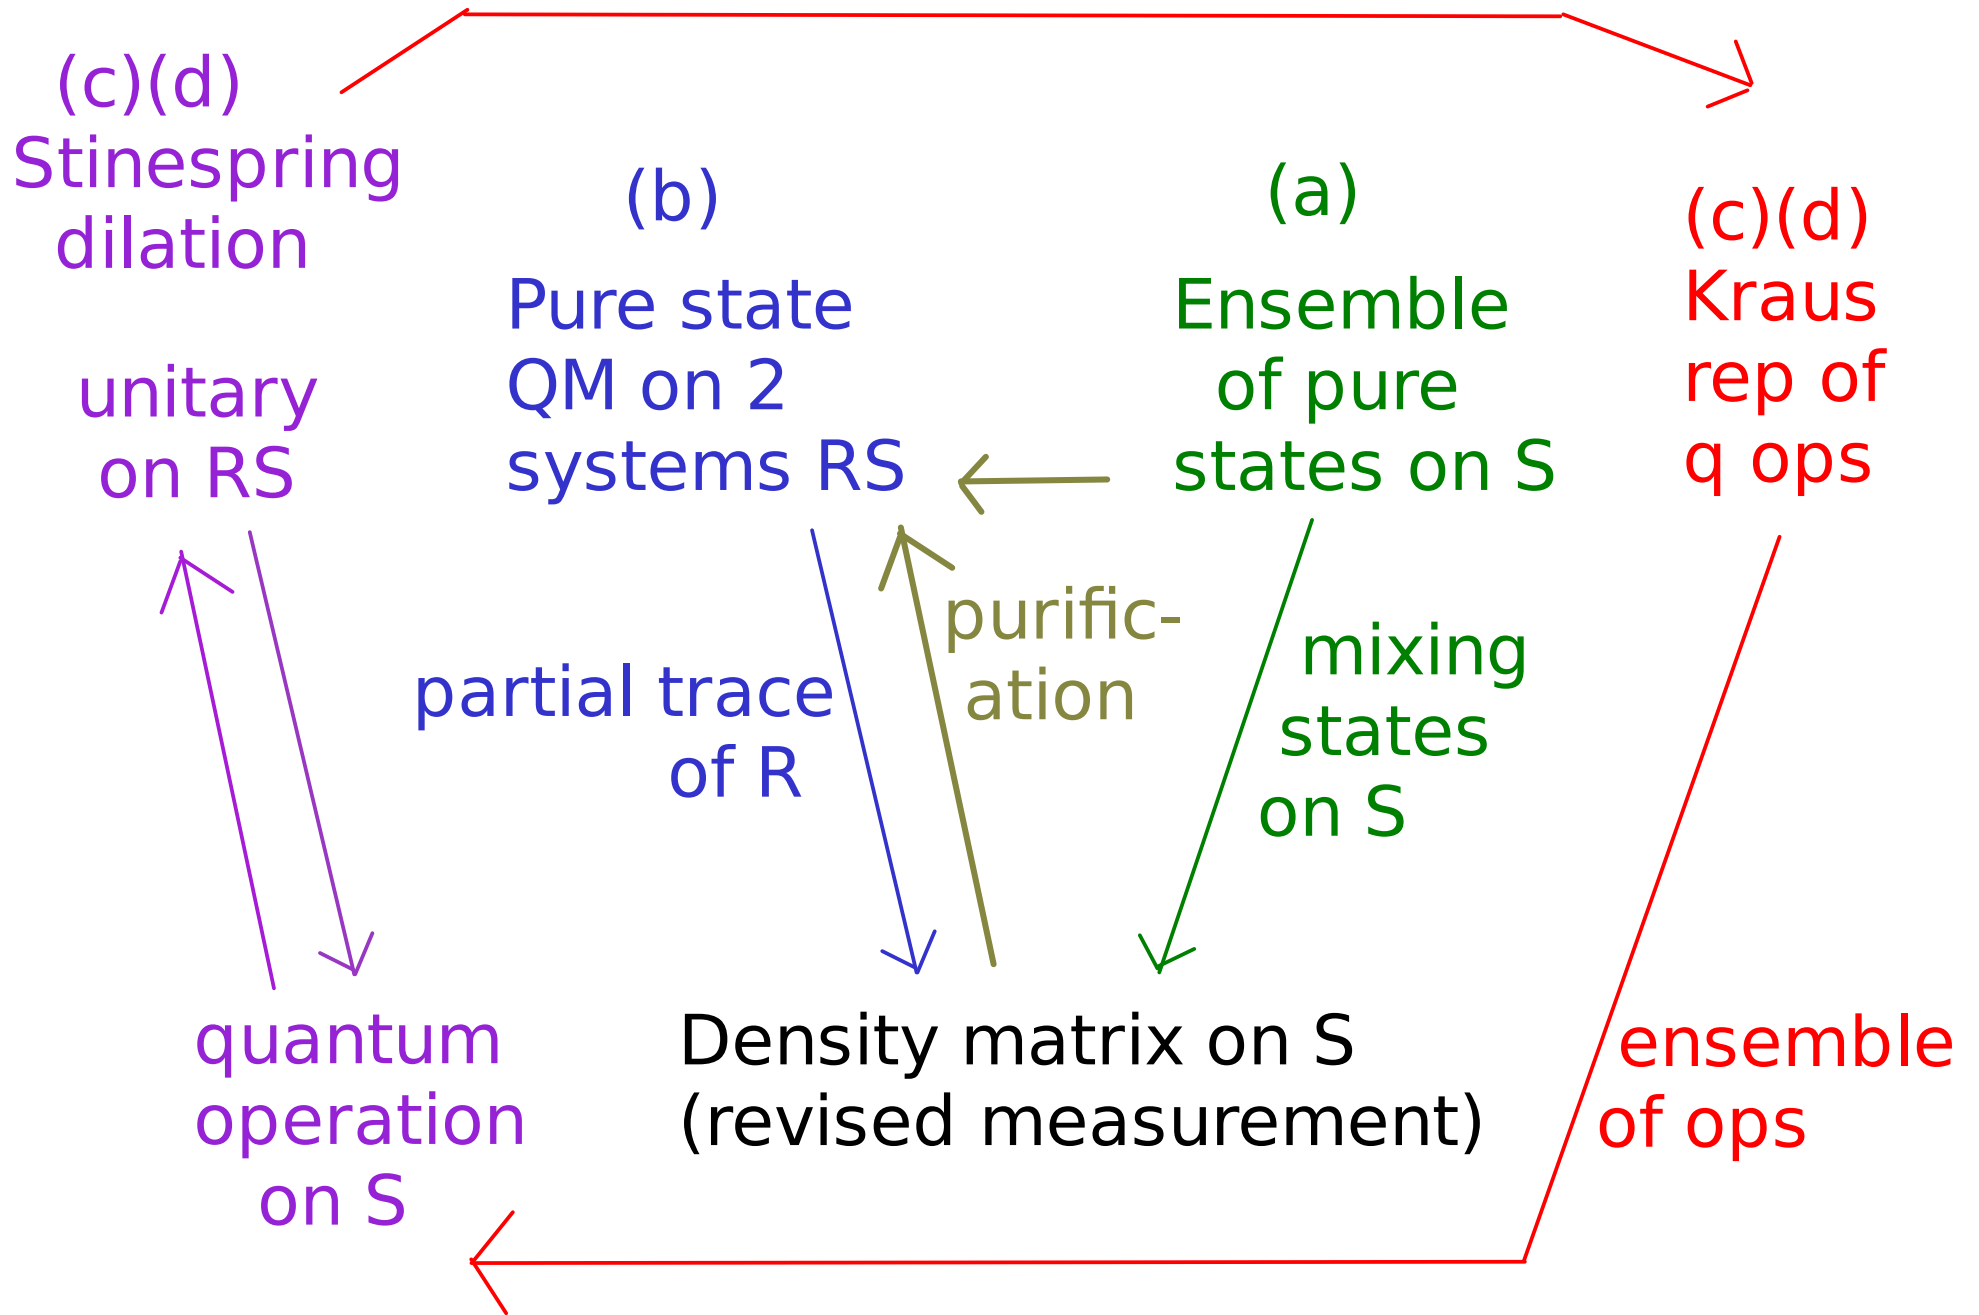 (c)(d)
Stinespring
dilation
unitary
on RS
(b)
Pure state
QM on 2
systems RS
(a)
Ensemble
of pure
states on S
(c)(d)
Kraus
rep of
q ops
partial trace
of R
purific-
ation
mixing
states
on S
quantum
operation
on S
Density matrix on S
(revised measurement)
ensemble
of ops